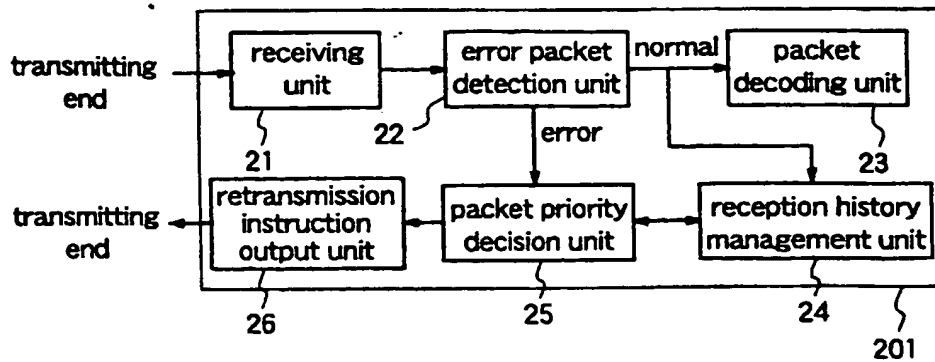 transmitting
end
receiving
unit
21
error packet
detection unit
22
normal
packet
decoding unit
23
error
transmitting
end
retransmission
instruction
output unit
26
packet priority
decision unit
25
reception history
management unit
24
201